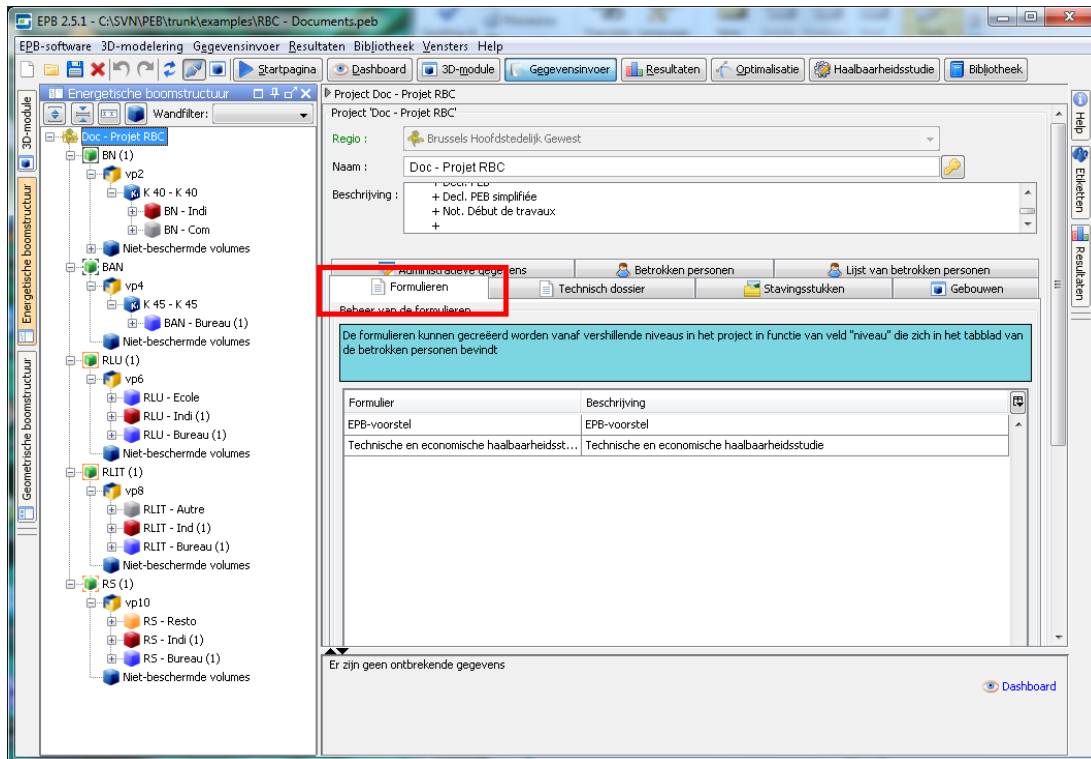 EPB 2.5.1 - C:\SVN\PEB\trunk\examples\RBC - Documents.peb
EPB-software 3D-modelering Gegevensinvoer Resultaten Bibliotheek Vensters Help
Startpagina Dashboard 3D-module Gegevensinvoer Resultaten Optimalisatie Haalbaarheidsstudie Bibliotheek
3D-module
Energetische boomstructuur
Geometrische boomstructuur
Energetische boomstructuur
Wandfilter:
Doc - Projet RBC
BN (1)
vp2
K 40 - K 40
BN - Indi
BN - Com
Niet-beschermde volumes
BAN
vp4
K 45 - K 45
BAN - Bureau (1)
Niet-beschermde volumes
RLU (1)
vp6
RLU - Ecole
RLU - Indi (1)
RLU - Bureau (1)
Niet-beschermde volumes
RLIT (1)
vp8
RLIT - Autre
RLIT - Ind (1)
RLIT - Bureau (1)
Niet-beschermde volumes
RS (1)
vp10
RS - Resto
RS - Indi (1)
RS - Bureau (1)
Niet-beschermde volumes
Project Doc - Projet RBC
Project 'Doc - Projet RBC'
Regio : Brussels Hoofdstedelijk Gewest
Naam : Doc - Projet RBC
Beschrijving :
+ Decl. PEB
+ Decl. PEB simplifiée
+ Not. Début de travaux
+
Administratieve gegevens Betrokken personen Lijst van betrokken personen
Formulieren Technisch dossier Stavingsstukken Gebouwen
Beheer van de formulieren
De formulieren kunnen gecreëerd worden vanaf vershillende niveaus in het project in functie van veld "niveau" die zich in het tabblad van
de betrokken personen bevindt
Formulier Beschrijving
EPB-voorstel EPB-voorstel
Technische en economische haalbaarheidsst... Technische en economische haalbaarheidsstudie
Er zijn geen ontbrekende gegevens
Dashboard
Help
Etiketten
Resultaten